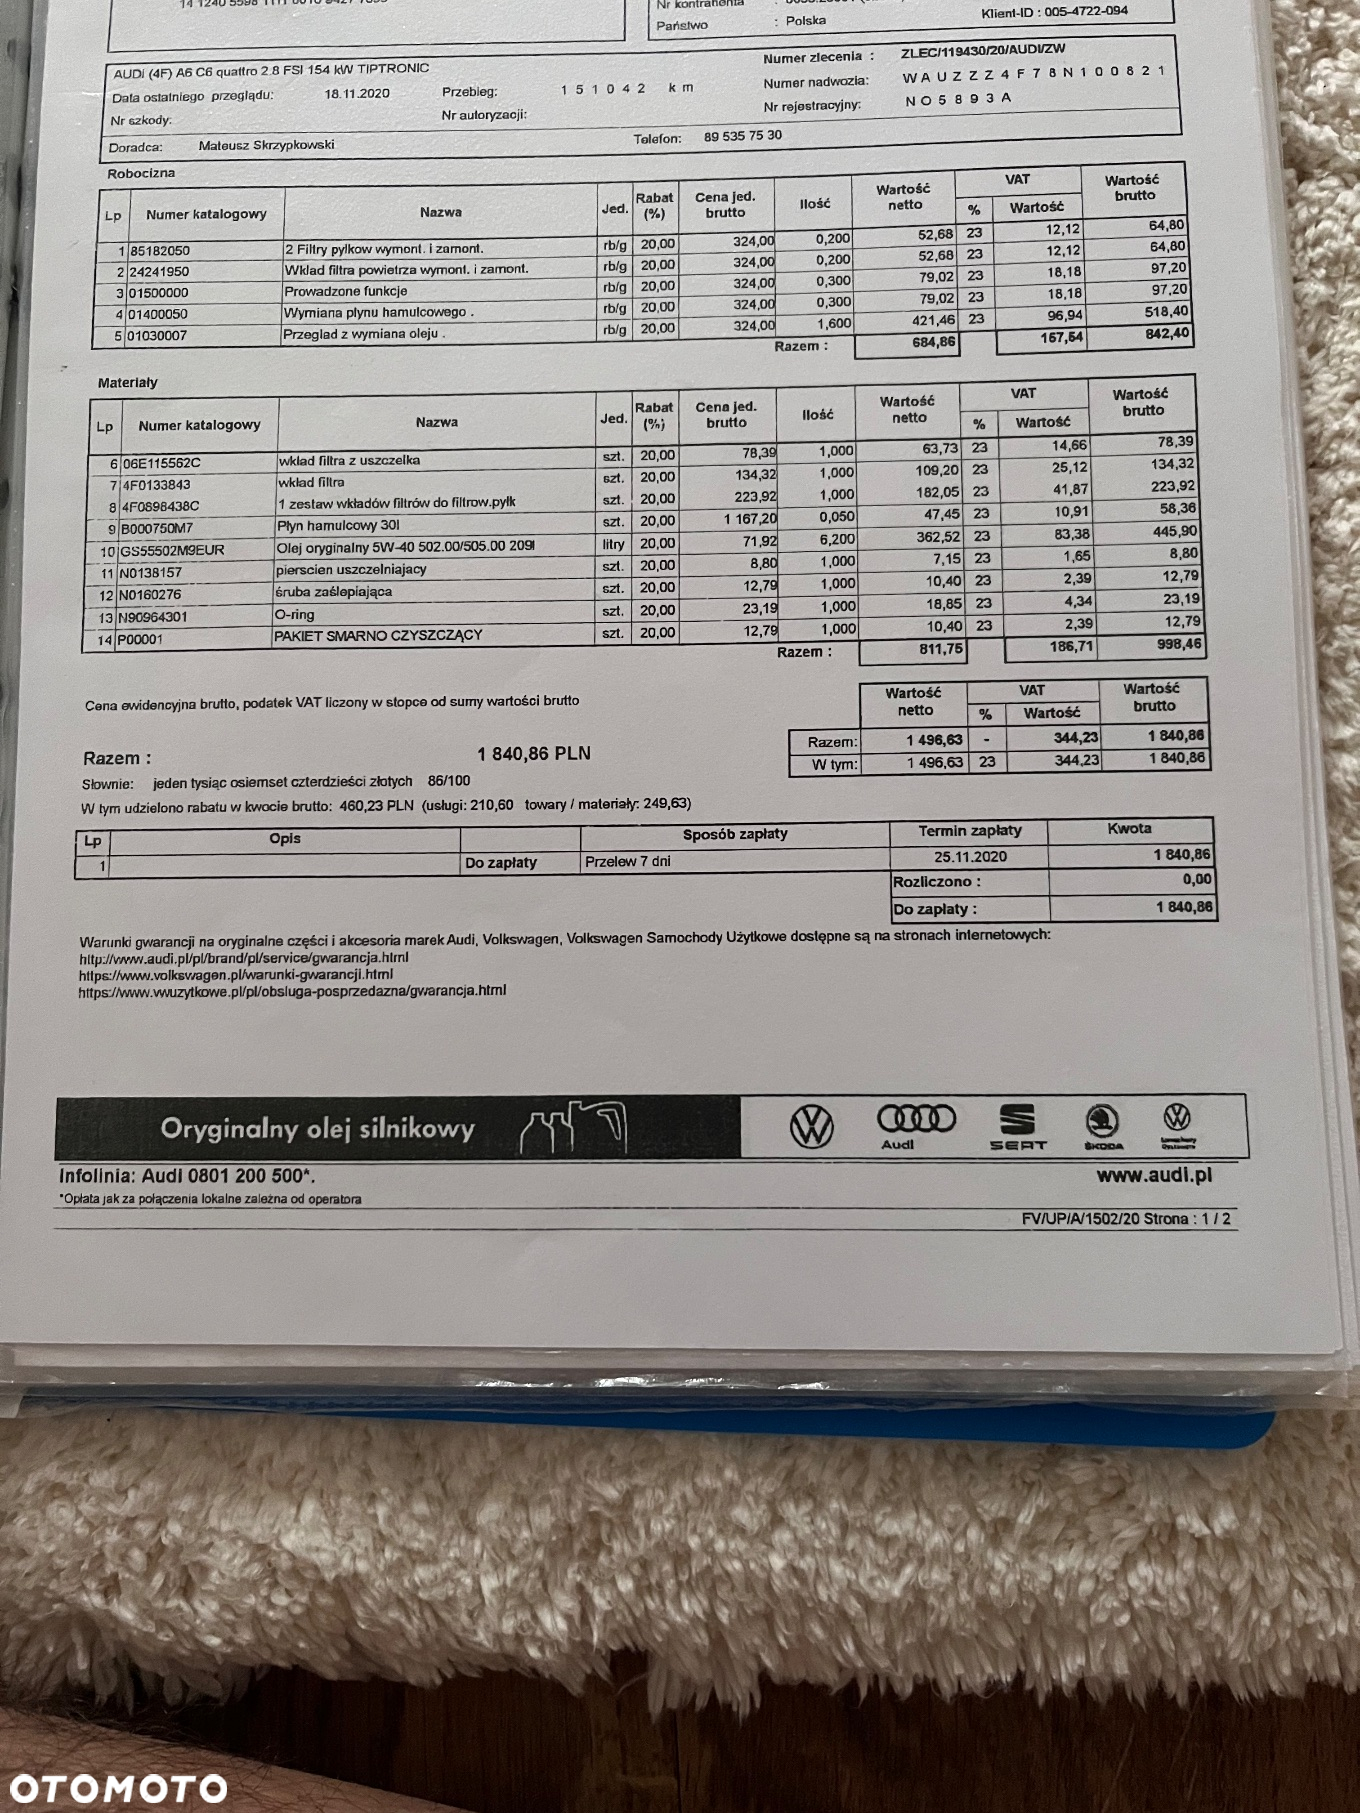 Nr kontrahenta :
Państwo : Polska
Klient-ID : 005-4722-094
AUDI (4F) A6 C6 quattro 2.8 FSI 154 kW TIPTRONIC
Numer zlecenia : ZLEC/119430/20/AUDI/ZW
Data ostalniego przeglądu: 18.11.2020 Przebieg: 151042 km Numer nadwozia: WAUZZZ4F78N100821
Nr szkody: Nr autoryzacji: Nr rejestracyjny: NO5893A
Doradca: Mateusz Skrzypkowski Telefon: 89 535 75 30
Robocizna
Lp Numer katalogowy Nazwa Jed. Rabat (%) Cena jed. brutto Ilość Wartość netto VAT % Wartość Wartość brutto
1 85182050 2 Filtry pylkow wymont. i zamont. rb/g 20,00 324,00 0,200 52,68 23 12,12 64,80
2 24241950 Wklad filtra powietrza wymont. i zamont. rb/g 20,00 324,00 0,200 52,68 23 12,12 64,80
3 01500000 Prowadzone funkcje rb/g 20,00 324,00 0,300 79,02 23 18,18 97,20
4 01400050 Wymiana plynu hamulcowego . rb/g 20,00 324,00 0,300 79,02 23 18,18 97,20
5 01030007 Przeglad z wymiana oleju . rb/g 20,00 324,00 1,600 421,46 23 96,94 518,40
Razem : 684,86 157,54 842,40
Materiały
Lp Numer katalogowy Nazwa Jed. Rabat (%) Cena jed. brutto Ilość Wartość netto VAT % Wartość Wartość brutto
6 06E115562C wklad filtra z uszczelka szt. 20,00 78,39 1,000 63,73 23 14,66 78,39
7 4F0133843 wklad filtra szt. 20,00 134,32 1,000 109,20 23 25,12 134,32
8 4F0898438C 1 zestaw wkładów filtrów do filtrow.pyłk szt. 20,00 223,92 1,000 182,05 23 41,87 223,92
9 B000750M7 Płyn hamulcowy 30l szt. 20,00 1 167,20 0,050 47,45 23 10,91 58,36
10 GS55502M9EUR Olej oryginalny 5W-40 502.00/505.00 209l litry 20,00 71,92 6,200 362,52 23 83,38 445,90
11 N0138157 pierscien uszczelniajacy szt. 20,00 8,80 1,000 7,15 23 1,65 8,80
12 N0160276 śruba zaślepiająca szt. 20,00 12,79 1,000 10,40 23 2,39 12,79
13 N90964301 O-ring szt. 20,00 23,19 1,000 18,85 23 4,34 23,19
14 P00001 PAKIET SMARNO CZYSZCZĄCY szt. 20,00 12,79 1,000 10,40 23 2,39 12,79
Razem : 811,75 186,71 998,46
Cena ewidencyjna brutto, podatek VAT liczony w stopce od sumy wartości brutto
Wartość netto VAT % Wartość Wartość brutto
Razem: 1 496,63 - 344,23 1 840,86
W tym: 1 496,63 23 344,23 1 840,86
Razem : 1 840,86 PLN
Słownie: jeden tysiąc osiemset czterdzieści złotych 86/100
W tym udzielono rabatu w kwocie brutto: 460,23 PLN (usługi: 210,60 towary / materiały: 249,63)
Lp Opis Sposób zapłaty Termin zapłaty Kwota
1 Do zapłaty Przelew 7 dni 25.11.2020 1 840,86
Rozliczono : 0,00
Do zapłaty : 1 840,86
Warunki gwarancji na oryginalne części i akcesoria marek Audi, Volkswagen, Volkswagen Samochody Użytkowe dostępne są na stronach internetowych:
http://www.audi.pl/pl/brand/pl/service/gwarancja.html
https://www.volkswagen.pl/warunki-gwarancji.html
https://www.vwuzytkowe.pl/pl/obsluga-posprzedazna/gwarancja.html
Oryginalny olej silnikowy
Audi SEAT ŠKODA
Infolinia: Audi 0801 200 500*.
www.audi.pl
*Opłata jak za połączenia lokalne zależna od operatora
FV/UP/A/1502/20 Strona : 1 / 2
OTOMOTO